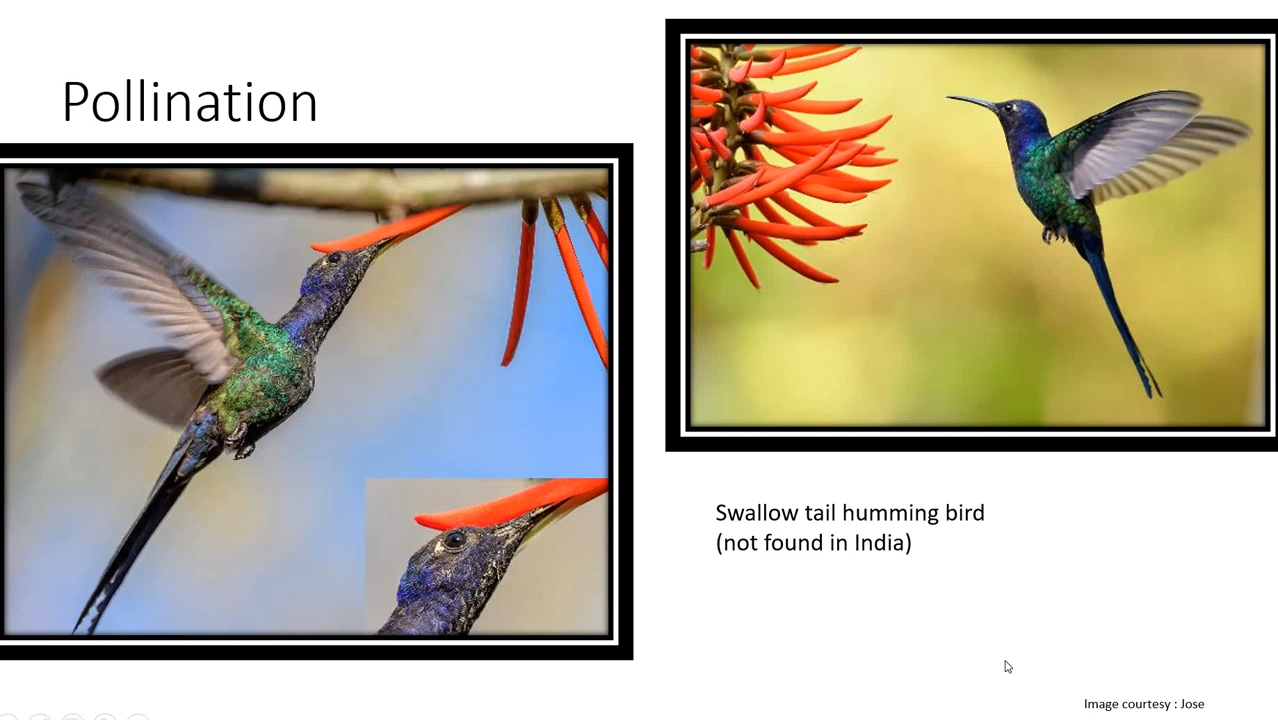 Pollination
Swallow tail humming bird
(not found in India)
Image courtesy : Jose